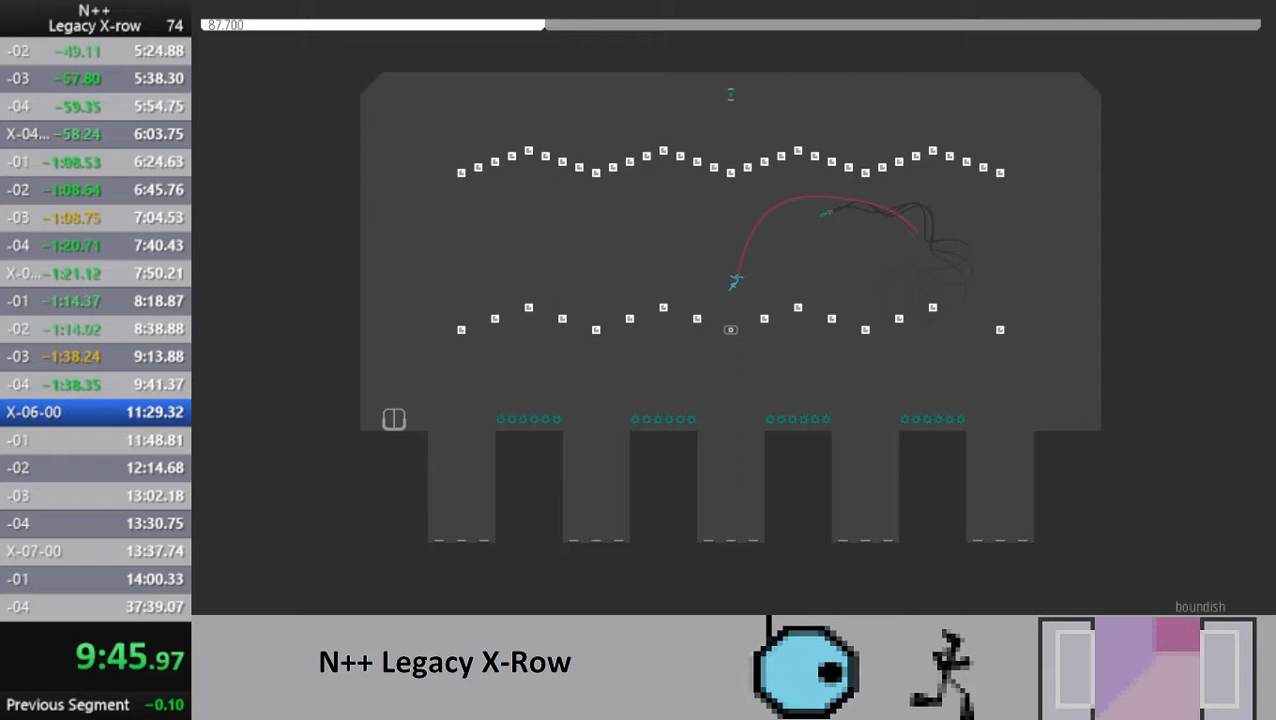 N++
Legacy X-row 74
87.700
-02 -49.11 5:24.88
-03 -57.80 5:38.30
-04 -59.35 5:54.75
X-04... -58.24 6:03.75
-01 -1:08.53 6:24.63
-02 -1:08.64 6:45.76
-03 -1:08.75 7:04.53
-04 -1:20.71 7:40.43
X-0... -1:21.12 7:50.21
-01 -1:14.37 8:18.87
-02 -1:14.02 8:38.88
-03 -1:38.24 9:13.88
-04 -1:38.35 9:41.37
X-06-00 11:29.32
-01 11:48.81
-02 12:14.68
-03 13:02.18
-04 13:30.75
X-07-00 13:37.74
-01 14:00.33
-04 37:39.07
boundish
9:45.97
N++ Legacy X-Row
Previous Segment -0.10